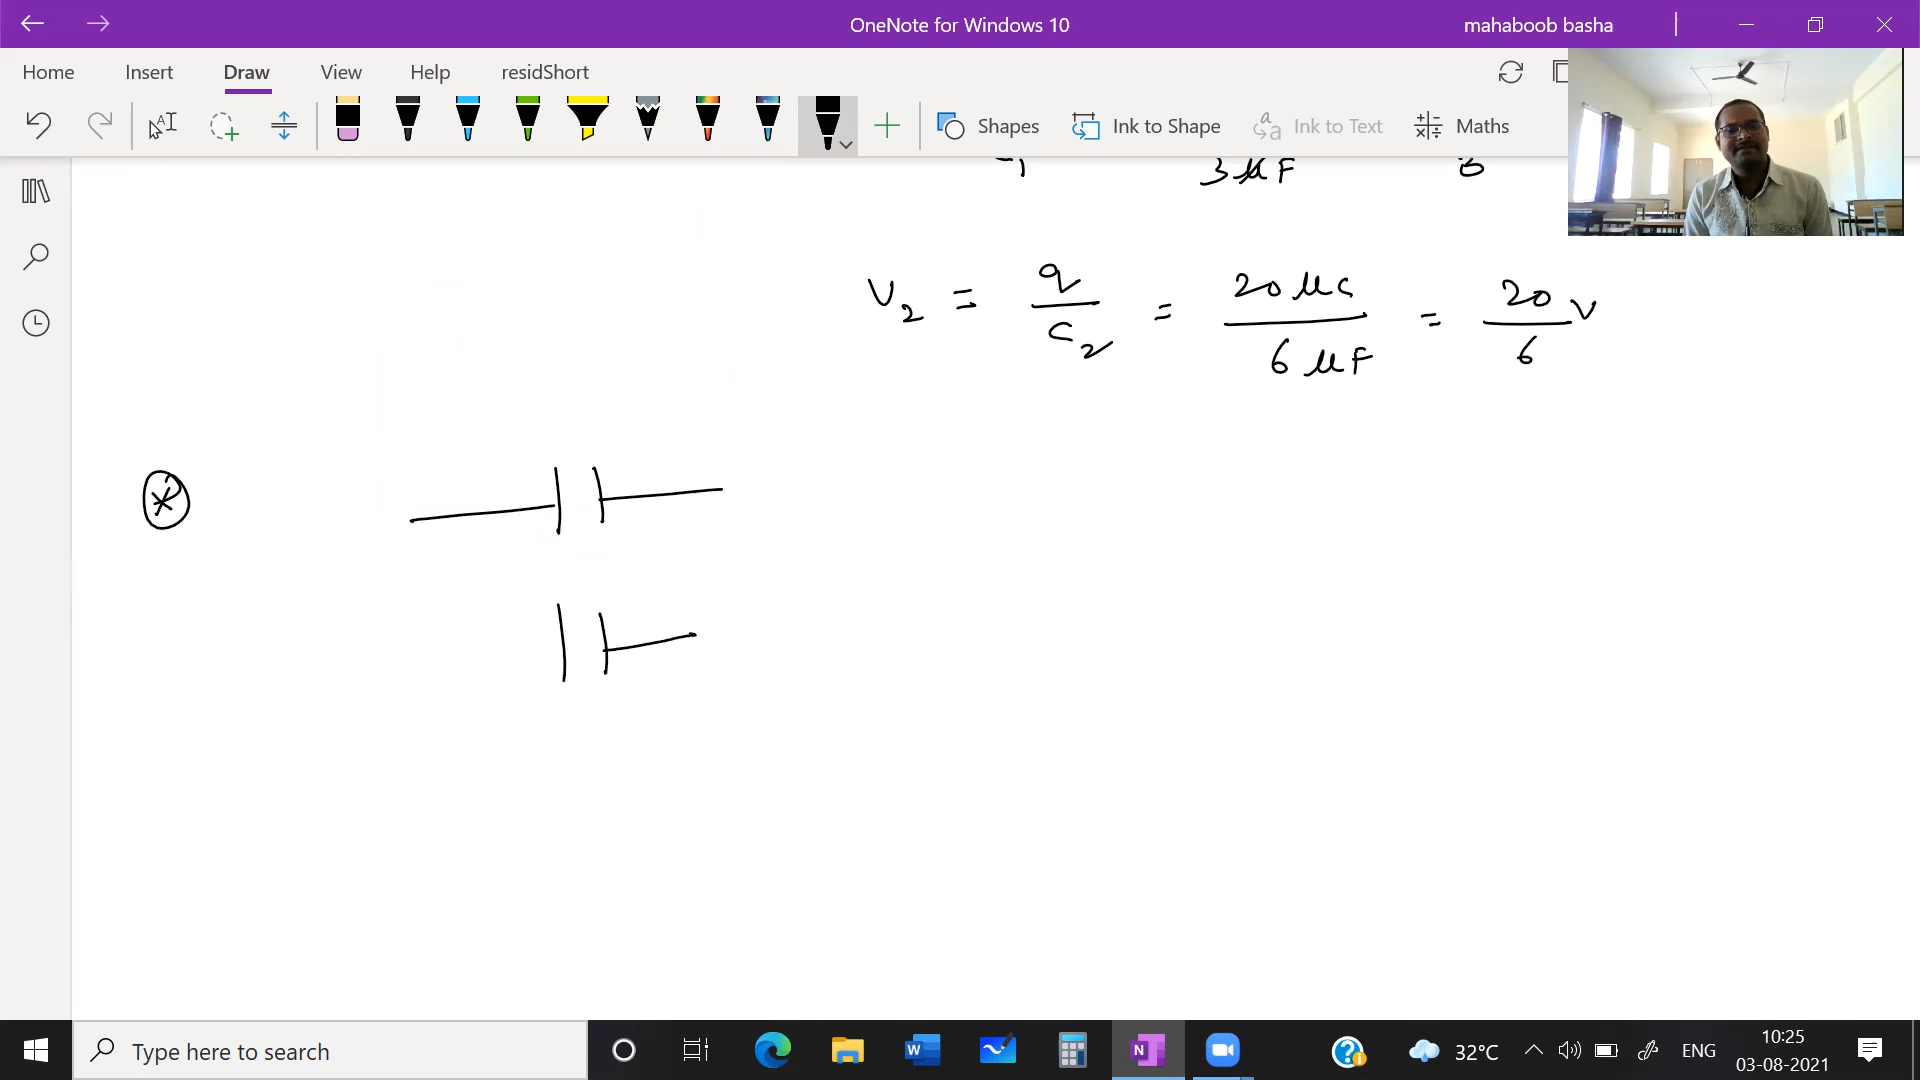 OneNote for Windows 10
mahaboob basha
Home Insert Draw View Help residShort
Shapes Ink to Shape Ink to Text Maths
3 μF
V₂ = q/C₂ = 20 μC/6 μF = 20/6 V
Type here to search
32°C
ENG
10:25
03-08-2021